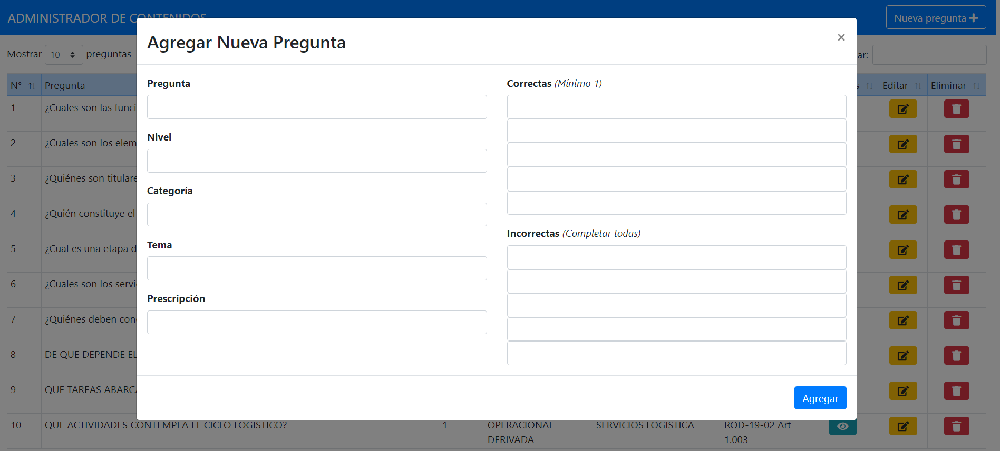 ADMINISTRADOR DE CONTENIDOS
Nueva pregunta
Mostrar 10 preguntas
ar:
Agregar Nueva Pregunta
×
N° Pregunta
s Editar Eliminar
Pregunta
Nivel
Categoría
Tema
Prescripción
Correctas (Mínimo 1)
Incorrectas (Completar todas)
Agregar
1 ¿Cuales son las funci
2 ¿Cuales son los elem
3 ¿Quiénes son titulare
4 ¿Quién constituye el
5 ¿Cual es una etapa d
6 ¿Cuales son los servi
7 ¿Quiénes deben con
8 DE QUE DEPENDE EL
9 QUE TAREAS ABARCA
10 QUE ACTIVIDADES CONTEMPLA EL CICLO LOGISTICO? 1 OPERACIONAL SERVICIOS LOGISTICA ROD-19-02 Art
DERIVADA 1.003